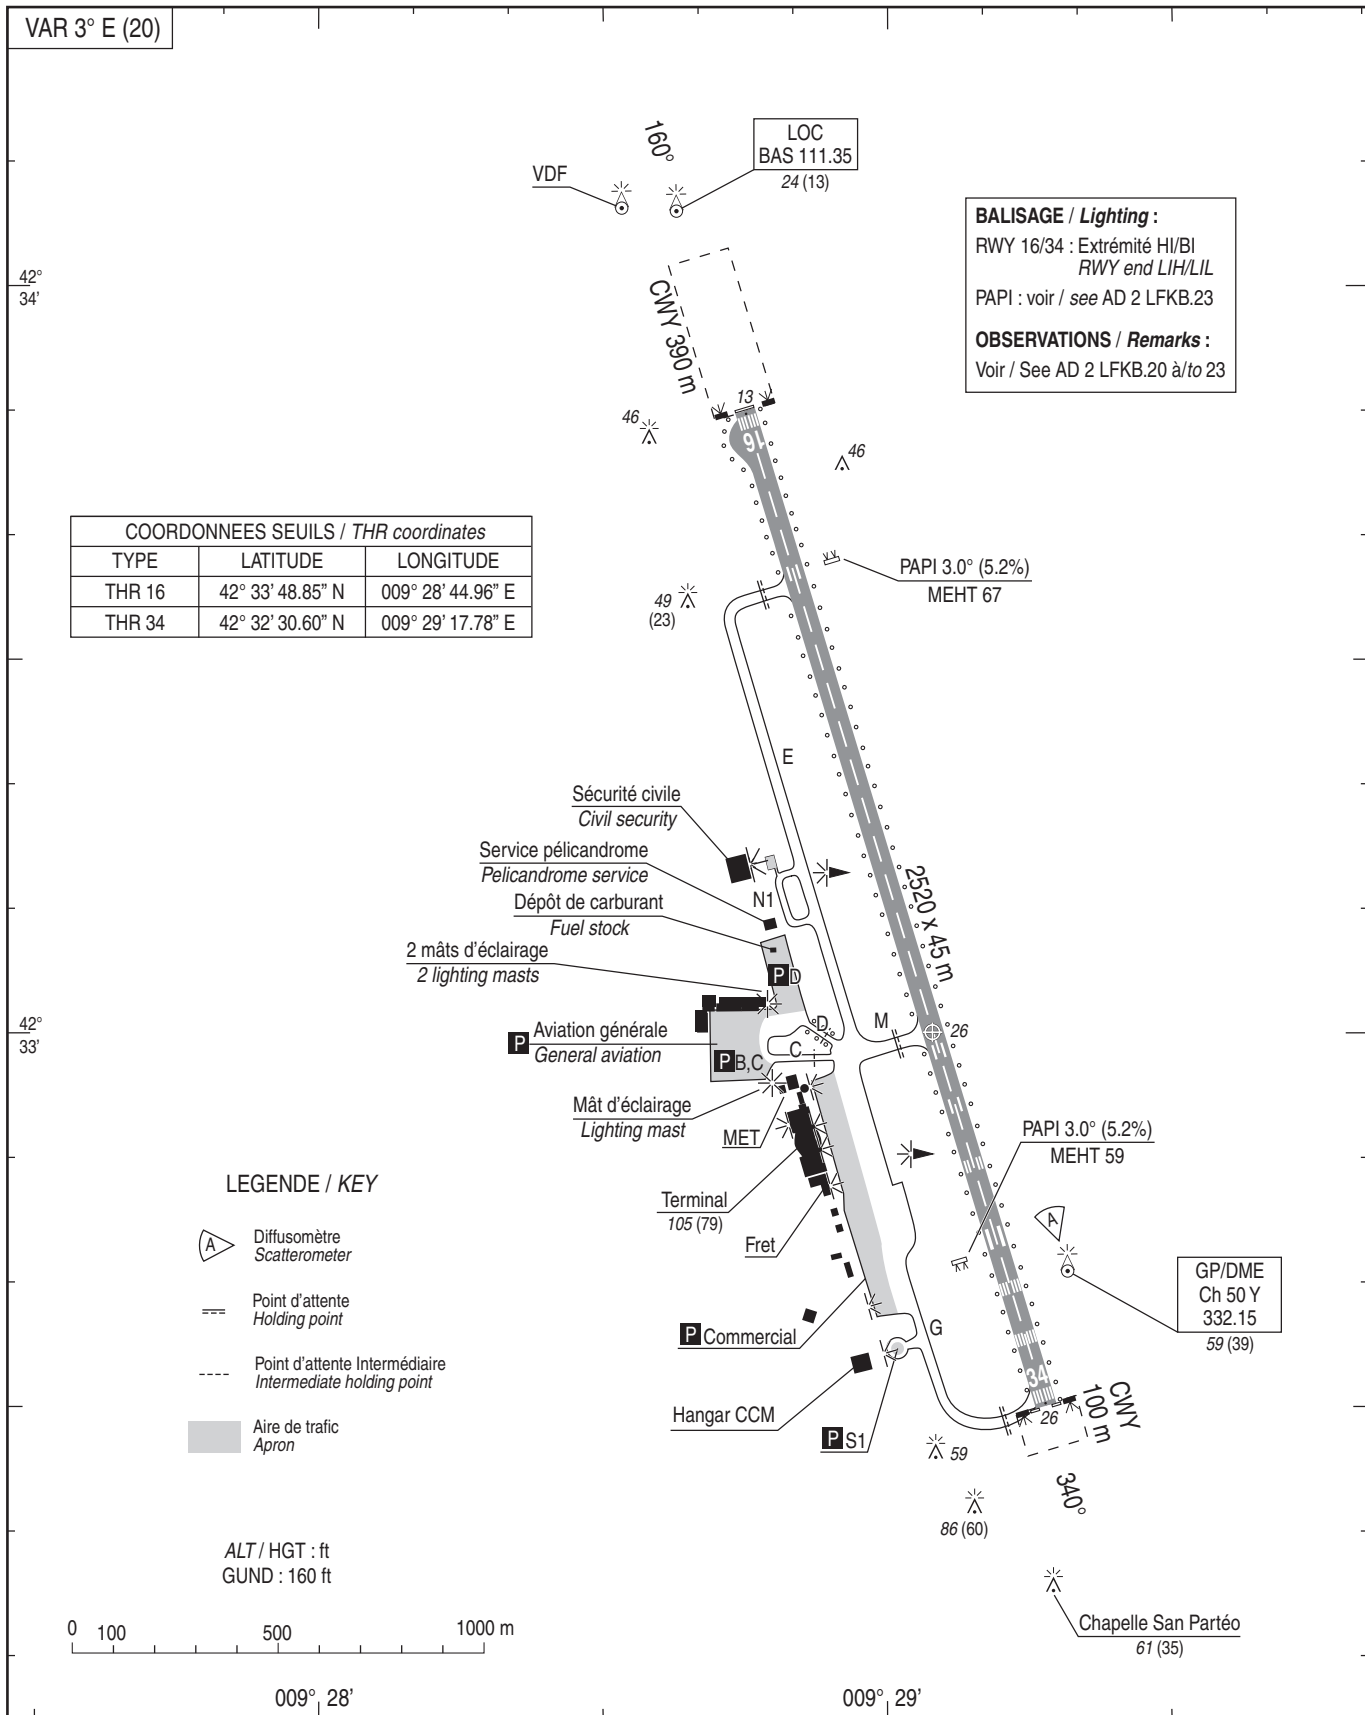 VAR 3° E (20)
160°
LOC
BAS 111.35
24 (13)
VDF
BALISAGE / Lighting :
RWY 16/34 : Extrémité HI/BI
RWY end LIH/LIL
PAPI : voir / see AD 2 LFKB.23
OBSERVATIONS / Remarks :
Voir / See AD 2 LFKB.20 à/to 23
42°
34’
CWY 390 m
13
46
16
46
COORDONNEES SEUILS / THR coordinates
TYPE LATITUDE LONGITUDE
THR 16 42° 33’ 48.85” N 009° 28’ 44.96” E
THR 34 42° 32’ 30.60” N 009° 29’ 17.78” E
PAPI 3.0° (5.2%)
MEHT 67
49
(23)
E
Sécurité civile
Civil security
Service pélicandrome
Pelicandrome service
N1
2520 x 45 m
Dépôt de carburant
Fuel stock
2 mâts d’éclairage
2 lighting masts
P D
D
M
26
42°
33’
P Aviation générale
General aviation
C
P B,C
Mât d’éclairage
Lighting mast
MET
PAPI 3.0° (5.2%)
MEHT 59
LEGENDE / KEY
Terminal
105 (79)
Fret
A
A Diffusomètre
Scatterometer
GP/DME
Ch 50 Y
332.15
59 (39)
Point d’attente
Holding point
P Commercial
G
Point d’attente Intermédiaire
Intermediate holding point
34
CWY
100 m
Hangar CCM
26
Aire de trafic
Apron
P S1
59
340°
86 (60)
ALT / HGT : ft
GUND : 160 ft
Chapelle San Partéo
61 (35)
0 100 500 1000 m
009° 28’
009° 29’